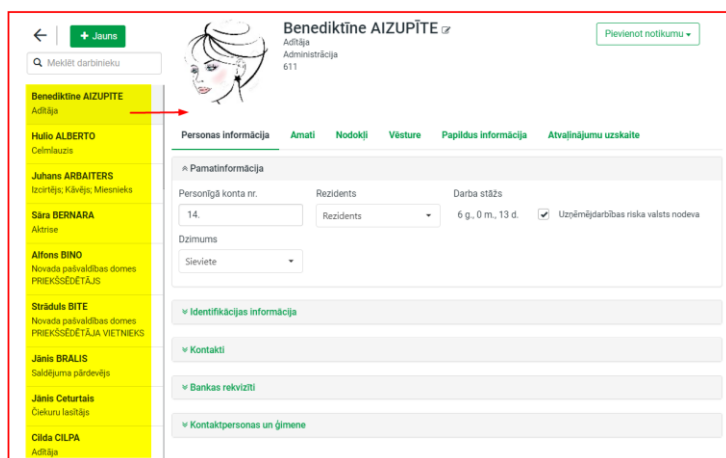 Jauns
Meklēt darbinieku
Benediktīne AIZUPĪTE
Adītāja
Hulio ALBERTO
Celmlauzis
Juhans ARBAITERS
Izcirtējs; Kāvējs; Miesnieks
Sāra BERNARA
Aktrise
Alfons BINO
Novada pašvaldības domes
PRIEKŠSĒDĒTĀJS
Strāduls BITE
Novada pašvaldības domes
PRIEKŠSĒDĒTĀJA VIETNIEKS
Jānis BRĀLIS
Saldējuma pārdevējs
Jānis Ceturtais
Čiekuru lasītājs
Cilda CILPA
Adītāja
Benediktīne AIZUPĪTE
Adītāja
Administrācija
611
Pievienot notikumu
Personas informācija Amati Nodokļi Vēsture Papildus informācija Atvaļinājumu uzskaite
Pamatinformācija
Personīgā konta nr. Rezidents Darba stāžs
14. Rezidents 6 g., 0 m., 13 d. Uzņēmējdarbības riska valsts nodeva
Dzimums
Sieviete
Identifikācijas informācija
Kontakti
Bankas rekvizīti
Kontaktpersonas un ģimene